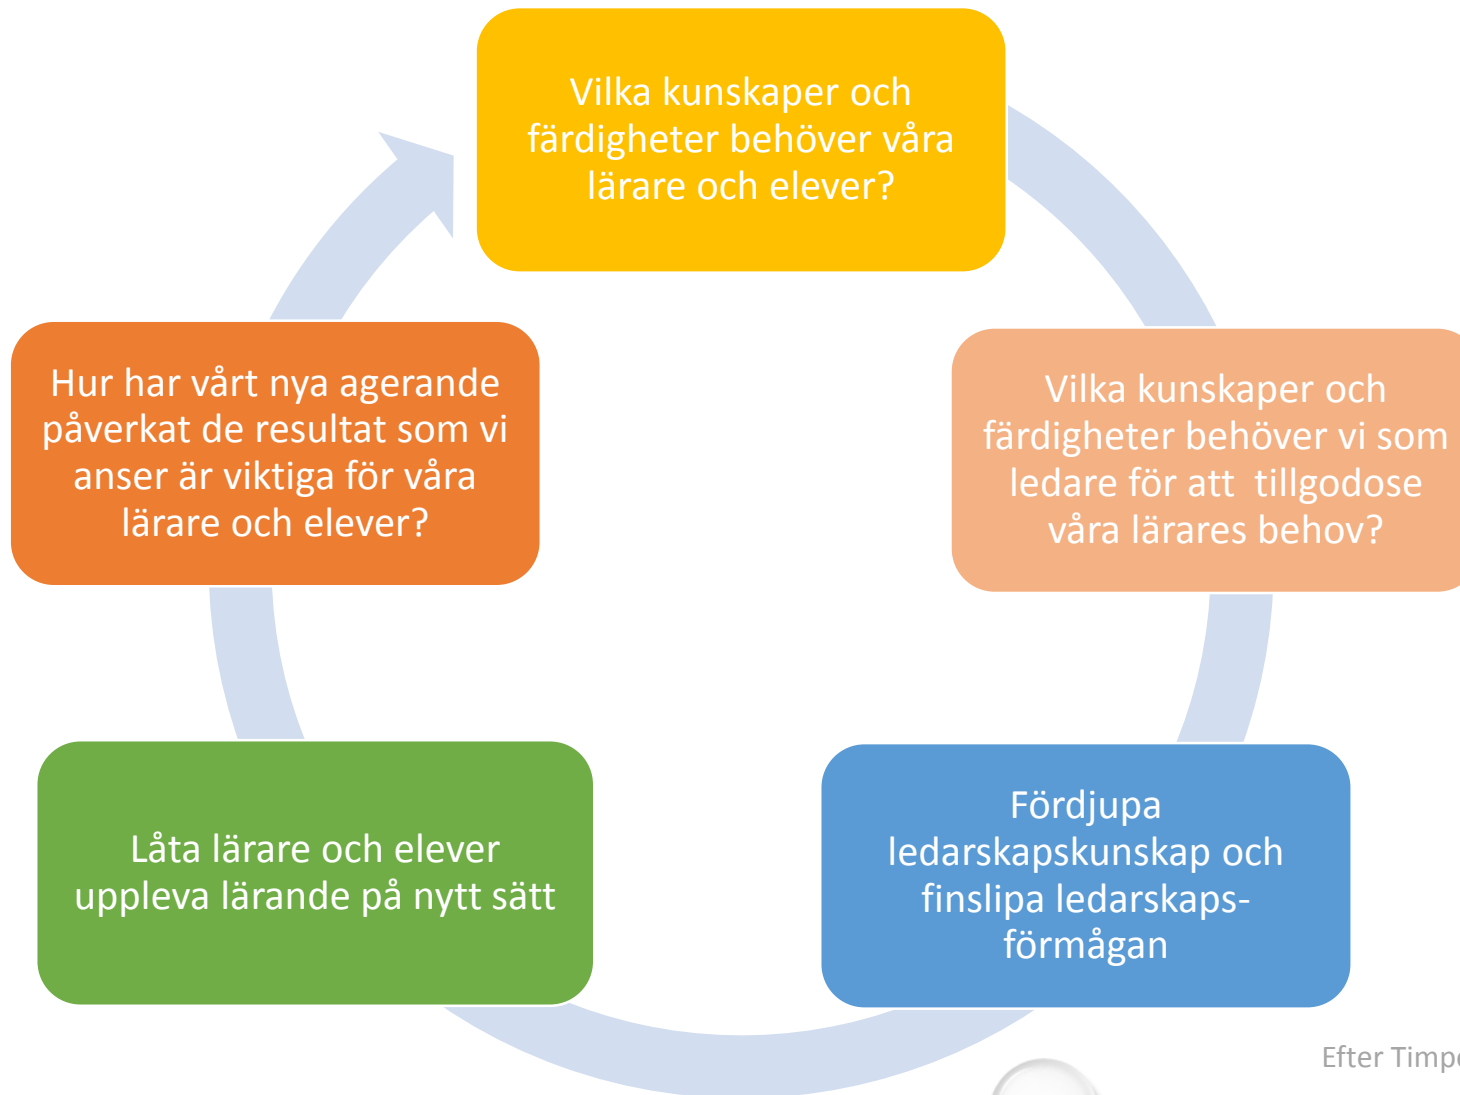 Vilka kunskaper och
färdigheter behöver våra
lärare och elever?
Vilka kunskaper och
färdigheter behöver vi som
ledare för att  tillgodose
våra lärares behov?
Fördjupa
ledarskapskunskap och
finslipa ledarskaps-
förmågan
Låta lärare och elever
uppleva lärande på nytt sätt
Hur har vårt nya agerande
påverkat de resultat som vi
anser är viktiga för våra
lärare och elever?
Efter